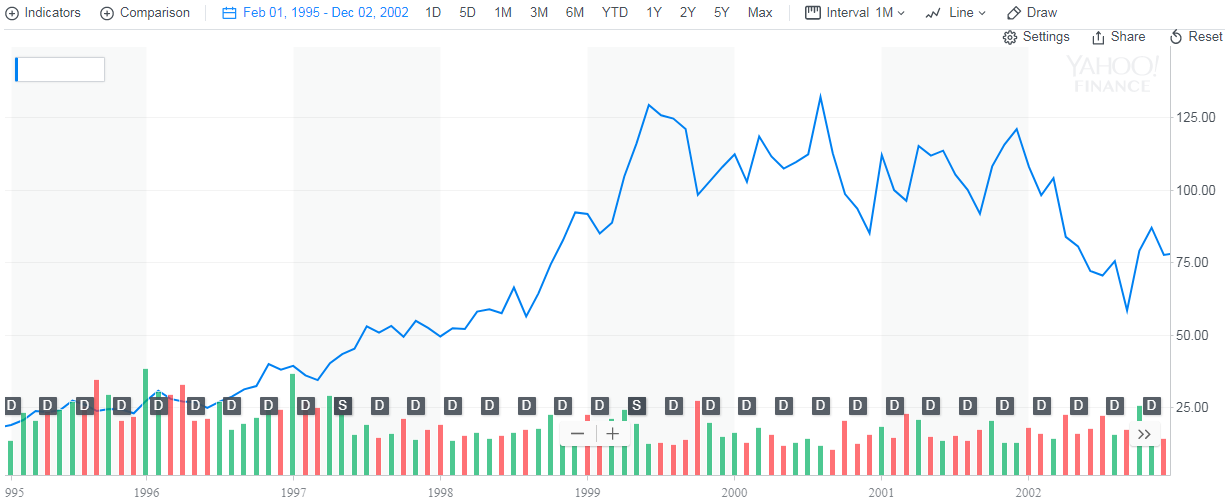 Indicators Comparison Feb 01, 1995 - Dec 02, 2002 1D 5D 1M 3M 6M YTD 1Y 2Y 5Y Max Interval 1M Line Draw
Settings Share Reset
YAHOO!
FINANCE
125.00
100.00
75.00
50.00
25.00
D D D D D D D D D S D D D D D D D S D D D D D D D D D D D D D D
995 1996 1997 1998 1999 2000 2001 2002